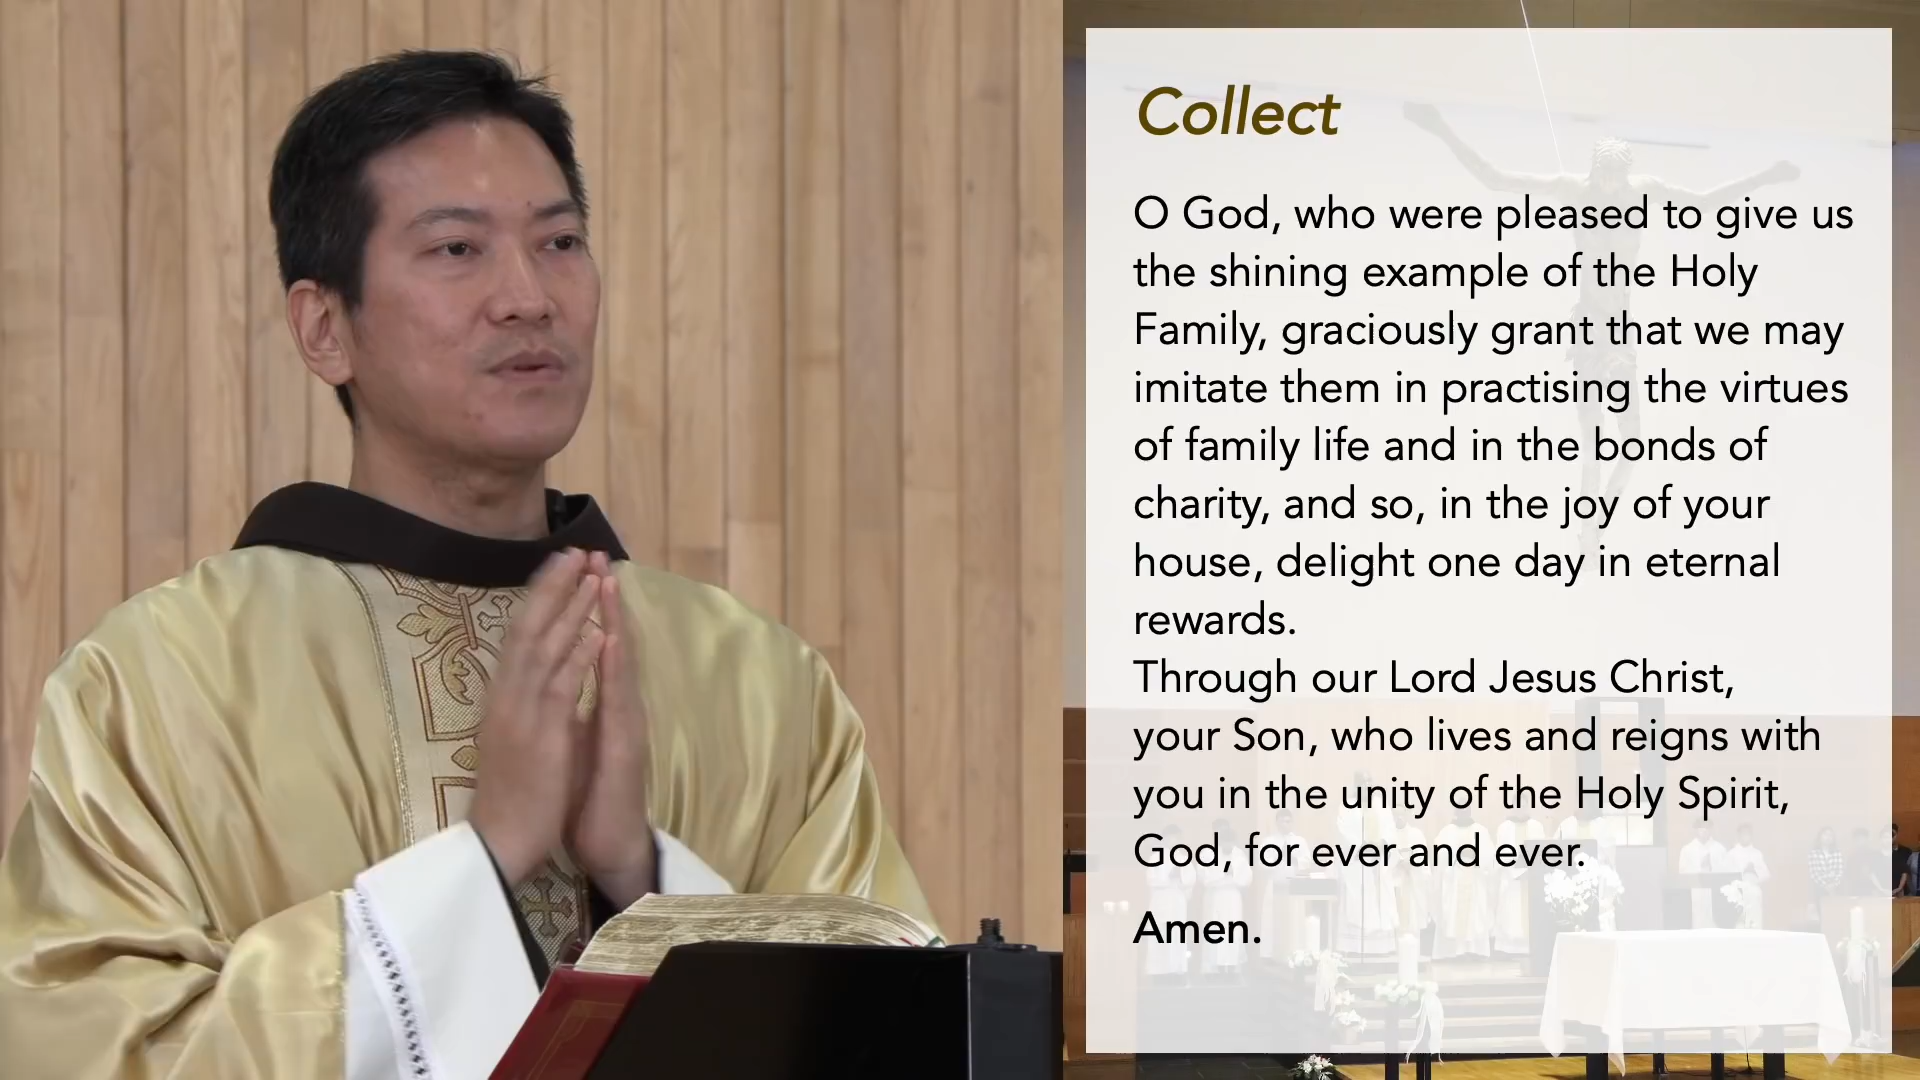 Collect
O God, who were pleased to give us
the shining example of the Holy
Family, graciously grant that we may
imitate them in practising the virtues
of family life and in the bonds of
charity, and so, in the joy of your
house, delight one day in eternal
rewards.
Through our Lord Jesus Christ,
your Son, who lives and reigns with
you in the unity of the Holy Spirit,
God, for ever and ever.
Amen.